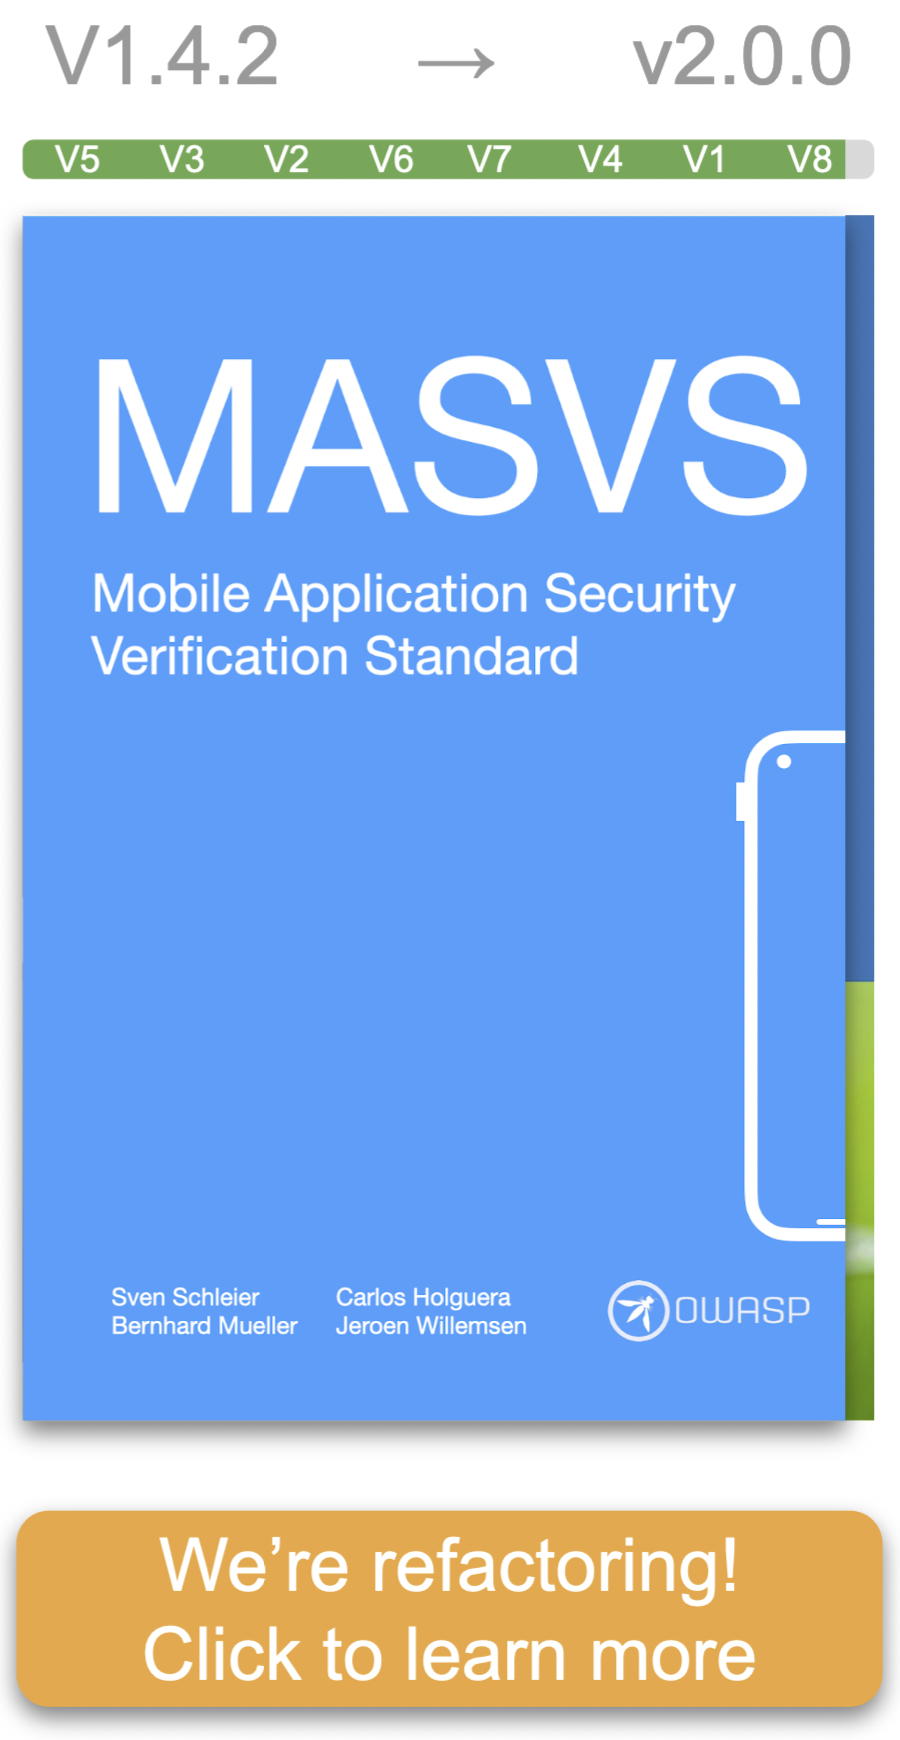 V1.4.2 → v2.0.0
V5 V3 V2 V6 V7 V4 V1 V8
MASVS
Mobile Application Security
Verification Standard
Sven Schleier Carlos Holguera
Bernhard Mueller Jeroen Willemsen
OWASP
We’re refactoring!
Click to learn more